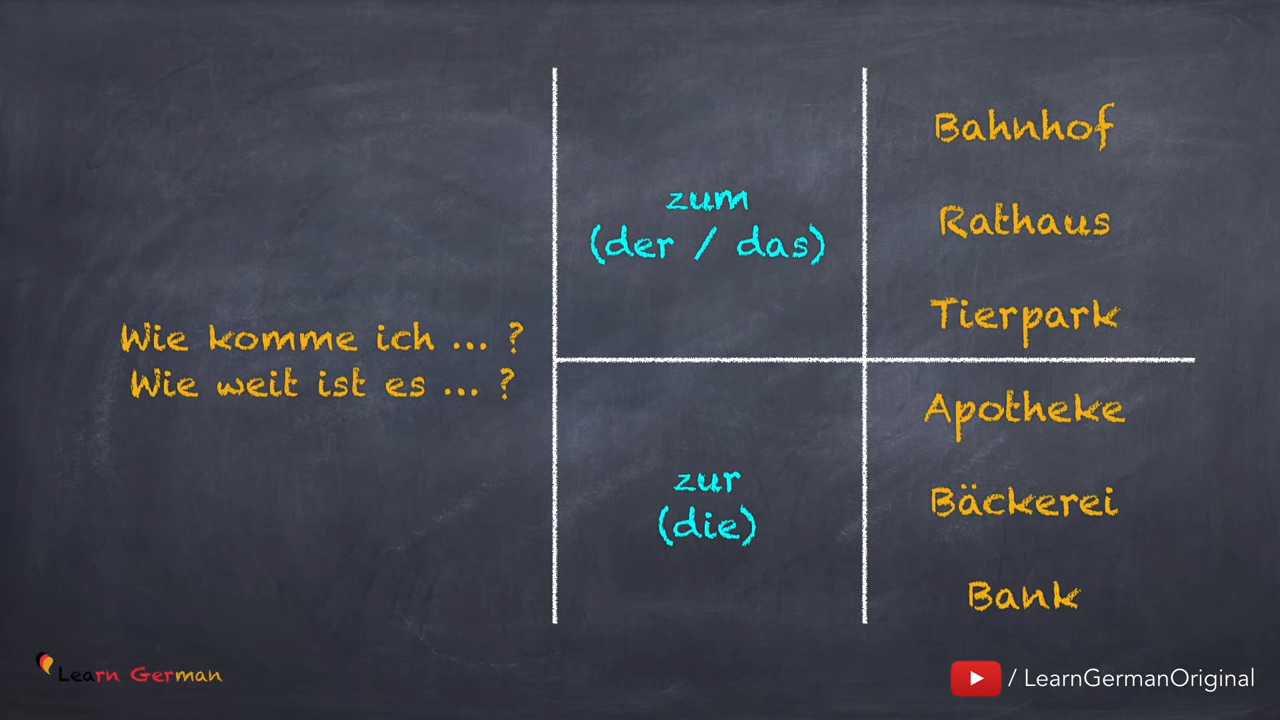 Wie komme ich ... ?
Wie weit ist es ... ?
zum
(der / das)
Bahnhof
Rathaus
Tierpark
zur
(die)
Apotheke
Bäckerei
Bank
Learn German
/ LearnGermanOriginal